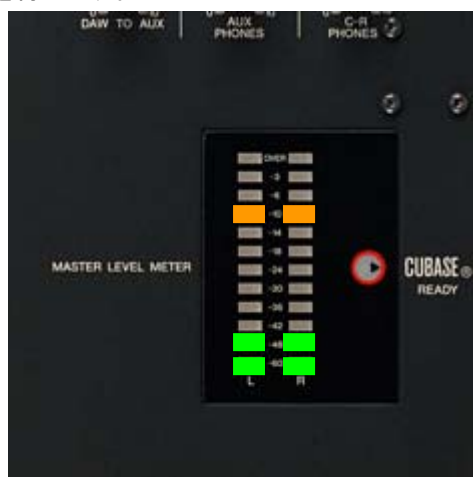 DAW TO AUX
AUX
PHONES
C-R
PHONES
OVER
-3
-6
-10
-14
-18
-24
-30
-36
-42
-48
-60
L R
MASTER LEVEL METER
CUBASE®
READY